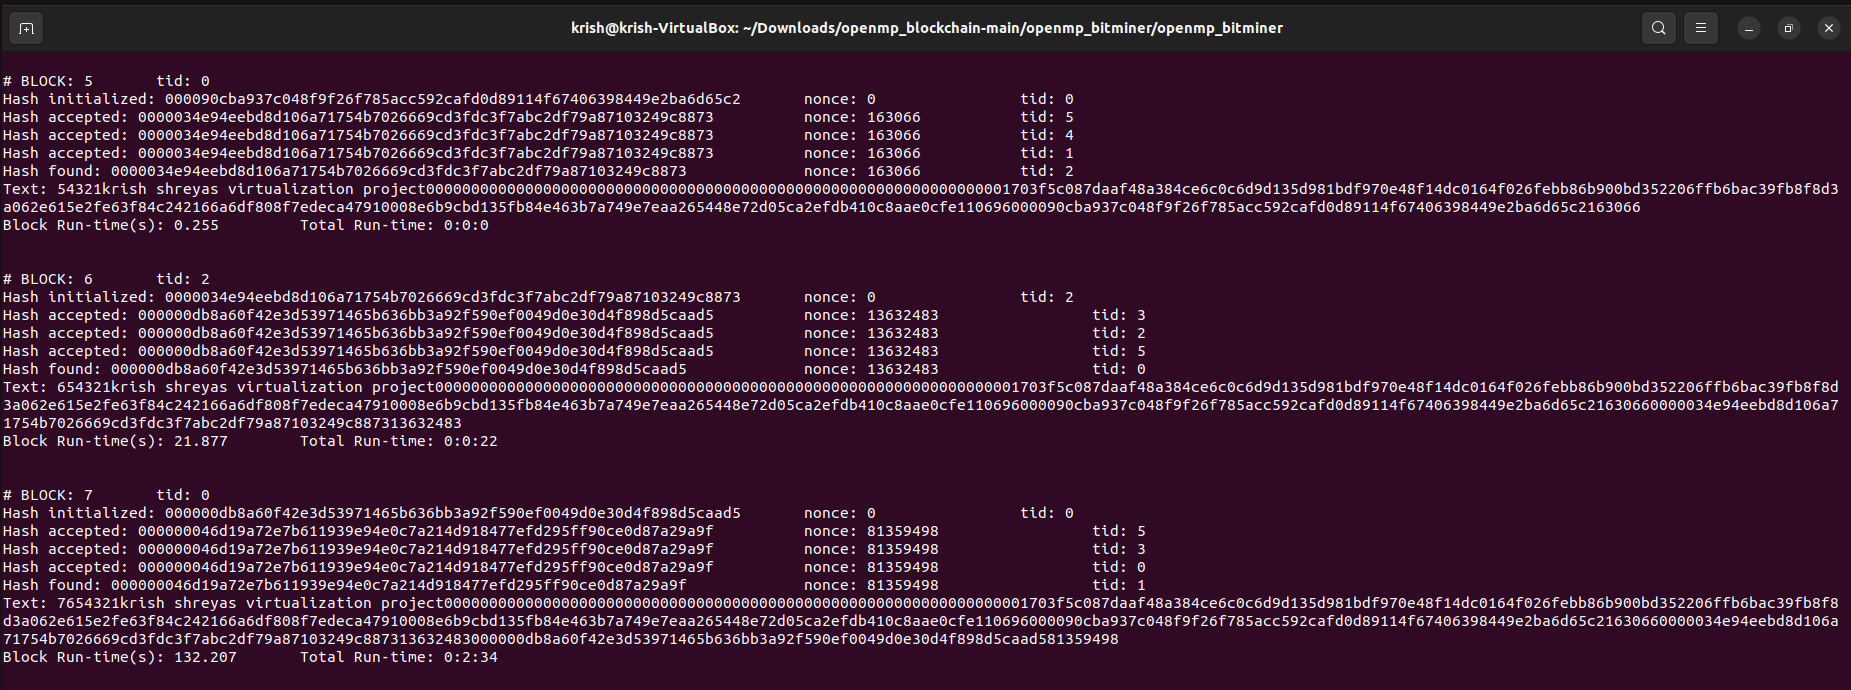 krish@krish-VirtualBox: ~/Downloads/openmp_blockchain-main/openmp_bitminer/openmp_bitminer
# BLOCK: 5 tid: 0
Hash initialized: 000090cba937c048f9f26f785acc592cafd0d89114f67406398449e2ba6d65c2 nonce: 0 tid: 0
Hash accepted: 0000034e94eebd8d106a71754b7026669cd3fdc3f7abc2df79a87103249c8873 nonce: 163066 tid: 5
Hash accepted: 0000034e94eebd8d106a71754b7026669cd3fdc3f7abc2df79a87103249c8873 nonce: 163066 tid: 4
Hash accepted: 0000034e94eebd8d106a71754b7026669cd3fdc3f7abc2df79a87103249c8873 nonce: 163066 tid: 1
Hash found: 0000034e94eebd8d106a71754b7026669cd3fdc3f7abc2df79a87103249c8873 nonce: 163066 tid: 2
Text: 54321krish shreyas virtualization project00000000000000000000000000000000000000000000000000000000000000001703f5c087daaf48a384ce6c0c6d9d135d981bdf970e48f14dc0164f026febb86b900bd352206ffb6bac39fb8f8d3
a062e615e2fe63f84c242166a6df808f7edeca47910008e6b9cbd135fb84e463b7a749e7eaa265448e72d05ca2efdb410c8aae0cfe110696000090cba937c048f9f26f785acc592cafd0d89114f67406398449e2ba6d65c2163066
Block Run-time(s): 0.255 Total Run-time: 0:0:0
# BLOCK: 6 tid: 2
Hash initialized: 0000034e94eebd8d106a71754b7026669cd3fdc3f7abc2df79a87103249c8873 nonce: 0 tid: 2
Hash accepted: 000000db8a60f42e3d53971465b636bb3a92f590ef0049d0e30d4f898d5caad5 nonce: 13632483 tid: 3
Hash accepted: 000000db8a60f42e3d53971465b636bb3a92f590ef0049d0e30d4f898d5caad5 nonce: 13632483 tid: 2
Hash accepted: 000000db8a60f42e3d53971465b636bb3a92f590ef0049d0e30d4f898d5caad5 nonce: 13632483 tid: 5
Hash found: 000000db8a60f42e3d53971465b636bb3a92f590ef0049d0e30d4f898d5caad5 nonce: 13632483 tid: 0
Text: 654321krish shreyas virtualization project00000000000000000000000000000000000000000000000000000000000000001703f5c087daaf48a384ce6c0c6d9d135d981bdf970e48f14dc0164f026febb86b900bd352206ffb6bac39fb8f8d
3a062e615e2fe63f84c242166a6df808f7edeca47910008e6b9cbd135fb84e463b7a749e7eaa265448e72d05ca2efdb410c8aae0cfe110696000090cba937c048f9f26f785acc592cafd0d89114f67406398449e2ba6d65c21630660000034e94eebd8d106a7
1754b7026669cd3fdc3f7abc2df79a87103249c887313632483
Block Run-time(s): 21.877 Total Run-time: 0:0:22
# BLOCK: 7 tid: 0
Hash initialized: 000000db8a60f42e3d53971465b636bb3a92f590ef0049d0e30d4f898d5caad5 nonce: 0 tid: 0
Hash accepted: 000000046d19a72e7b611939e94e0c7a214d918477efd295ff90ce0d87a29a9f nonce: 81359498 tid: 5
Hash accepted: 000000046d19a72e7b611939e94e0c7a214d918477efd295ff90ce0d87a29a9f nonce: 81359498 tid: 3
Hash accepted: 000000046d19a72e7b611939e94e0c7a214d918477efd295ff90ce0d87a29a9f nonce: 81359498 tid: 0
Hash found: 000000046d19a72e7b611939e94e0c7a214d918477efd295ff90ce0d87a29a9f nonce: 81359498 tid: 1
Text: 7654321krish shreyas virtualization project00000000000000000000000000000000000000000000000000000000000000001703f5c087daaf48a384ce6c0c6d9d135d981bdf970e48f14dc0164f026febb86b900bd352206ffb6bac39fb8f8
d3a062e615e2fe63f84c242166a6df808f7edeca47910008e6b9cbd135fb84e463b7a749e7eaa265448e72d05ca2efdb410c8aae0cfe110696000090cba937c048f9f26f785acc592cafd0d89114f67406398449e2ba6d65c21630660000034e94eebd8d106a
71754b7026669cd3fdc3f7abc2df79a87103249c887313632483000000db8a60f42e3d53971465b636bb3a92f590ef0049d0e30d4f898d5caad581359498
Block Run-time(s): 132.207 Total Run-time: 0:2:34